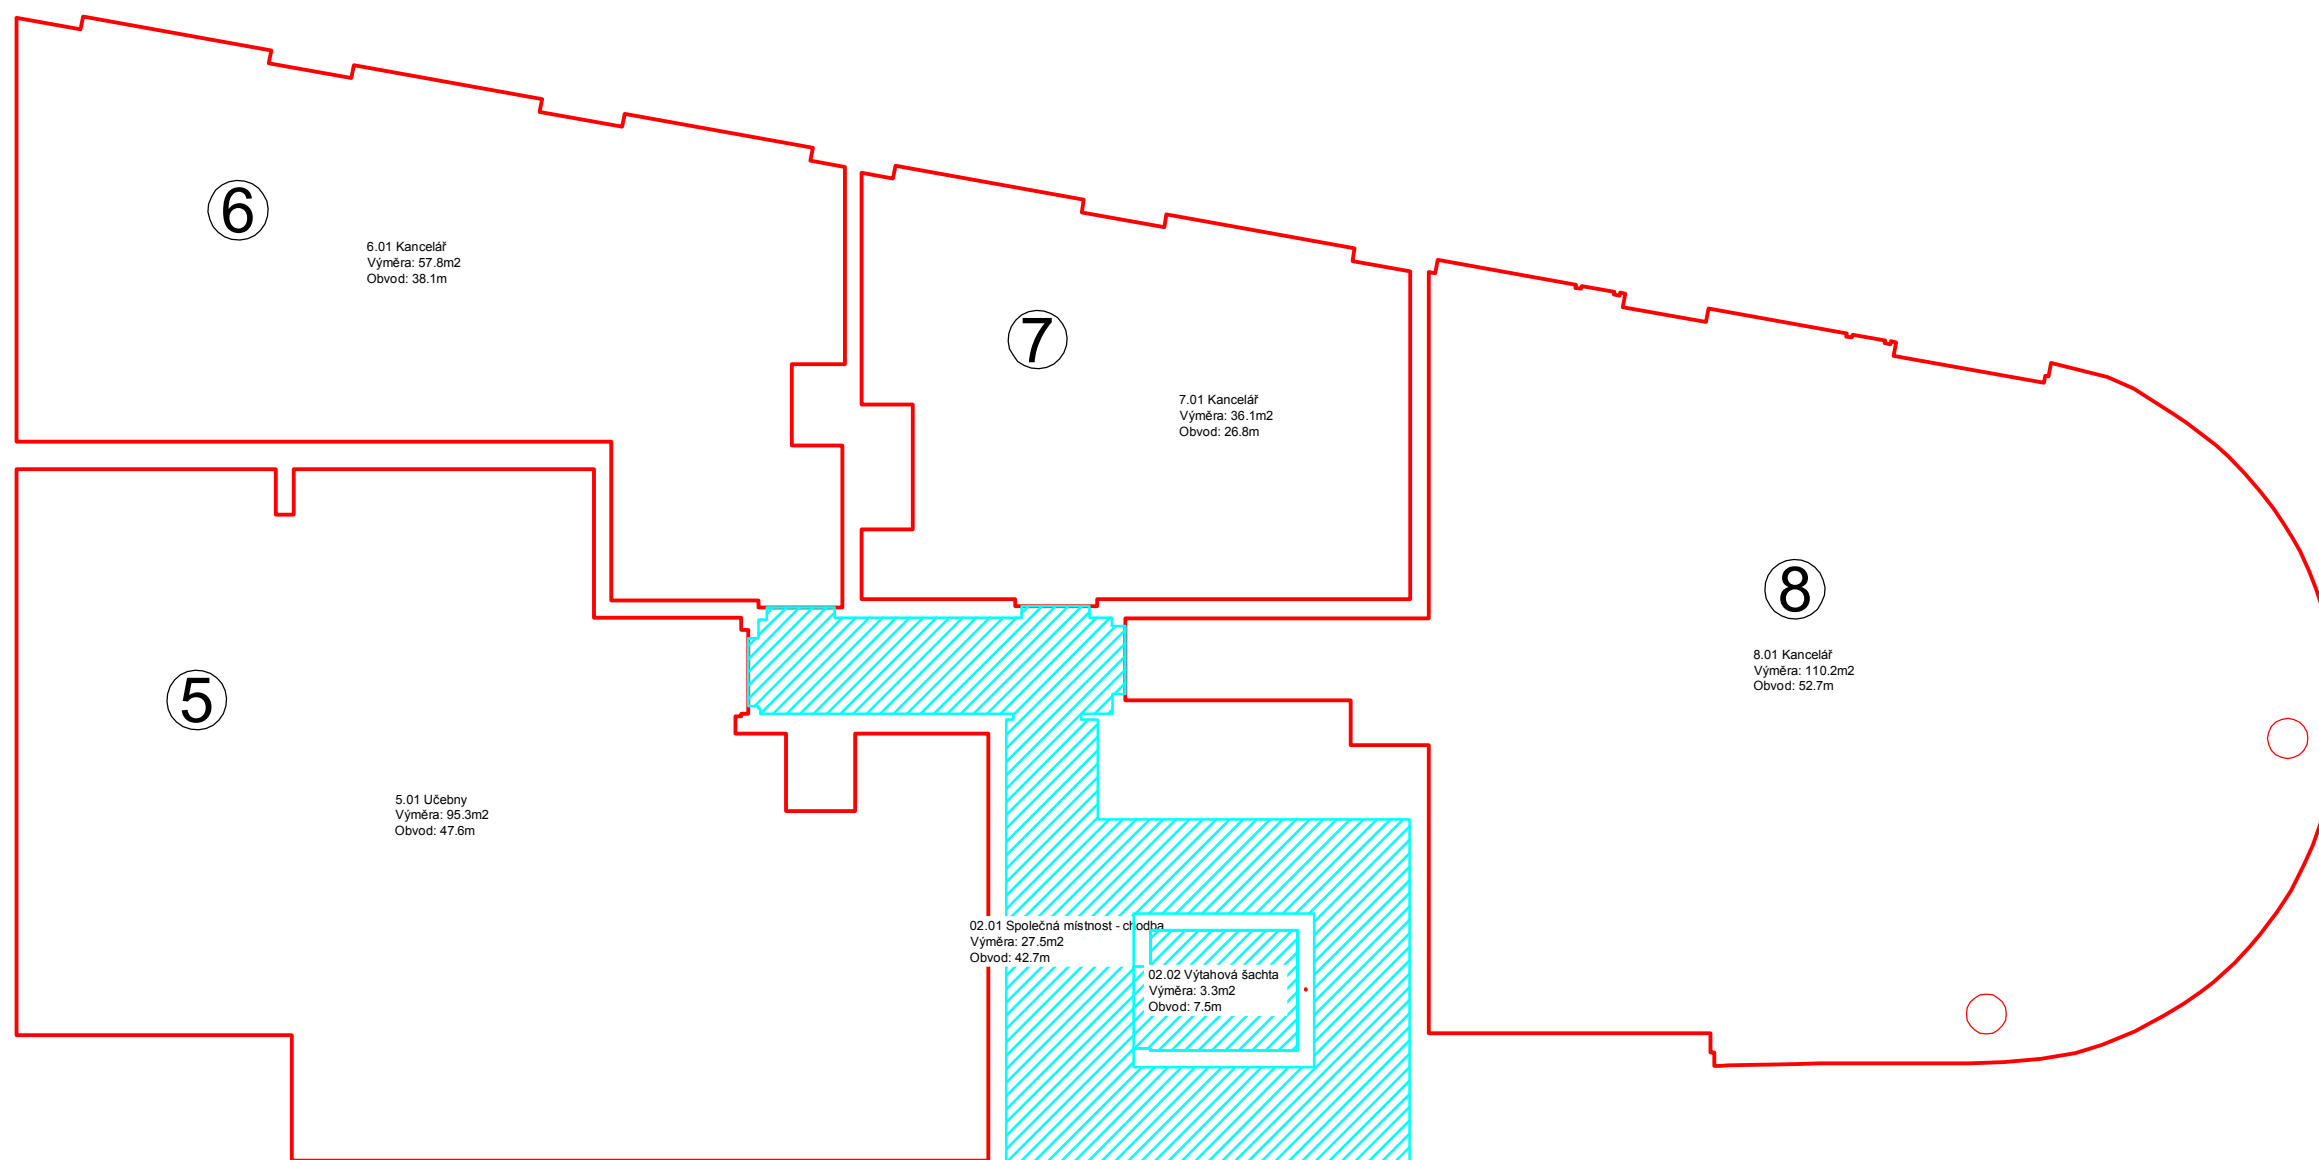 6
6.01 Kancelář
Výměra: 57.8m2
Obvod: 38.1m
7
7.01 Kancelář
Výměra: 36.1m2
Obvod: 26.8m
8
8.01 Kancelář
Výměra: 110.2m2
Obvod: 52.7m
5
5.01 Učebny
Výměra: 95.3m2
Obvod: 47.6m
02.01 Společná místnost - chodba
Výměra: 27.5m2
Obvod: 42.7m
02.02 Výtahová šachta
Výměra: 3.3m2
Obvod: 7.5m